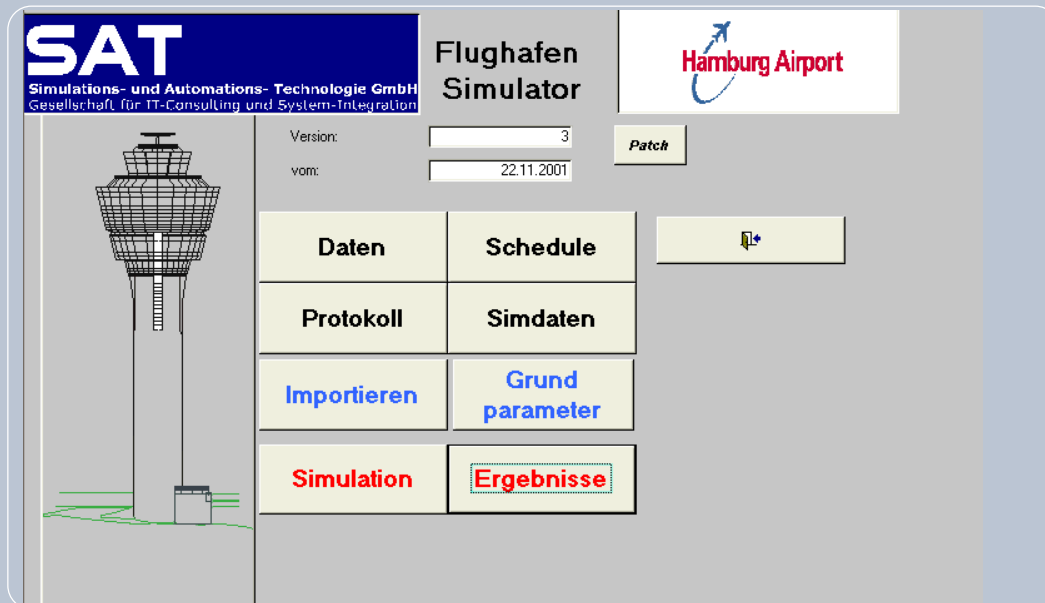 SAT
Simulations- und Automations- Technologie GmbH
Gesellschaft für IT-Consulting und System-Integration
Flughafen
Simulator
Hamburg Airport
Version:
3
Patch
vom:
22.11.2001
Daten
Schedule
Protokoll
Simdaten
Importieren
Grund
parameter
Simulation
Ergebnisse